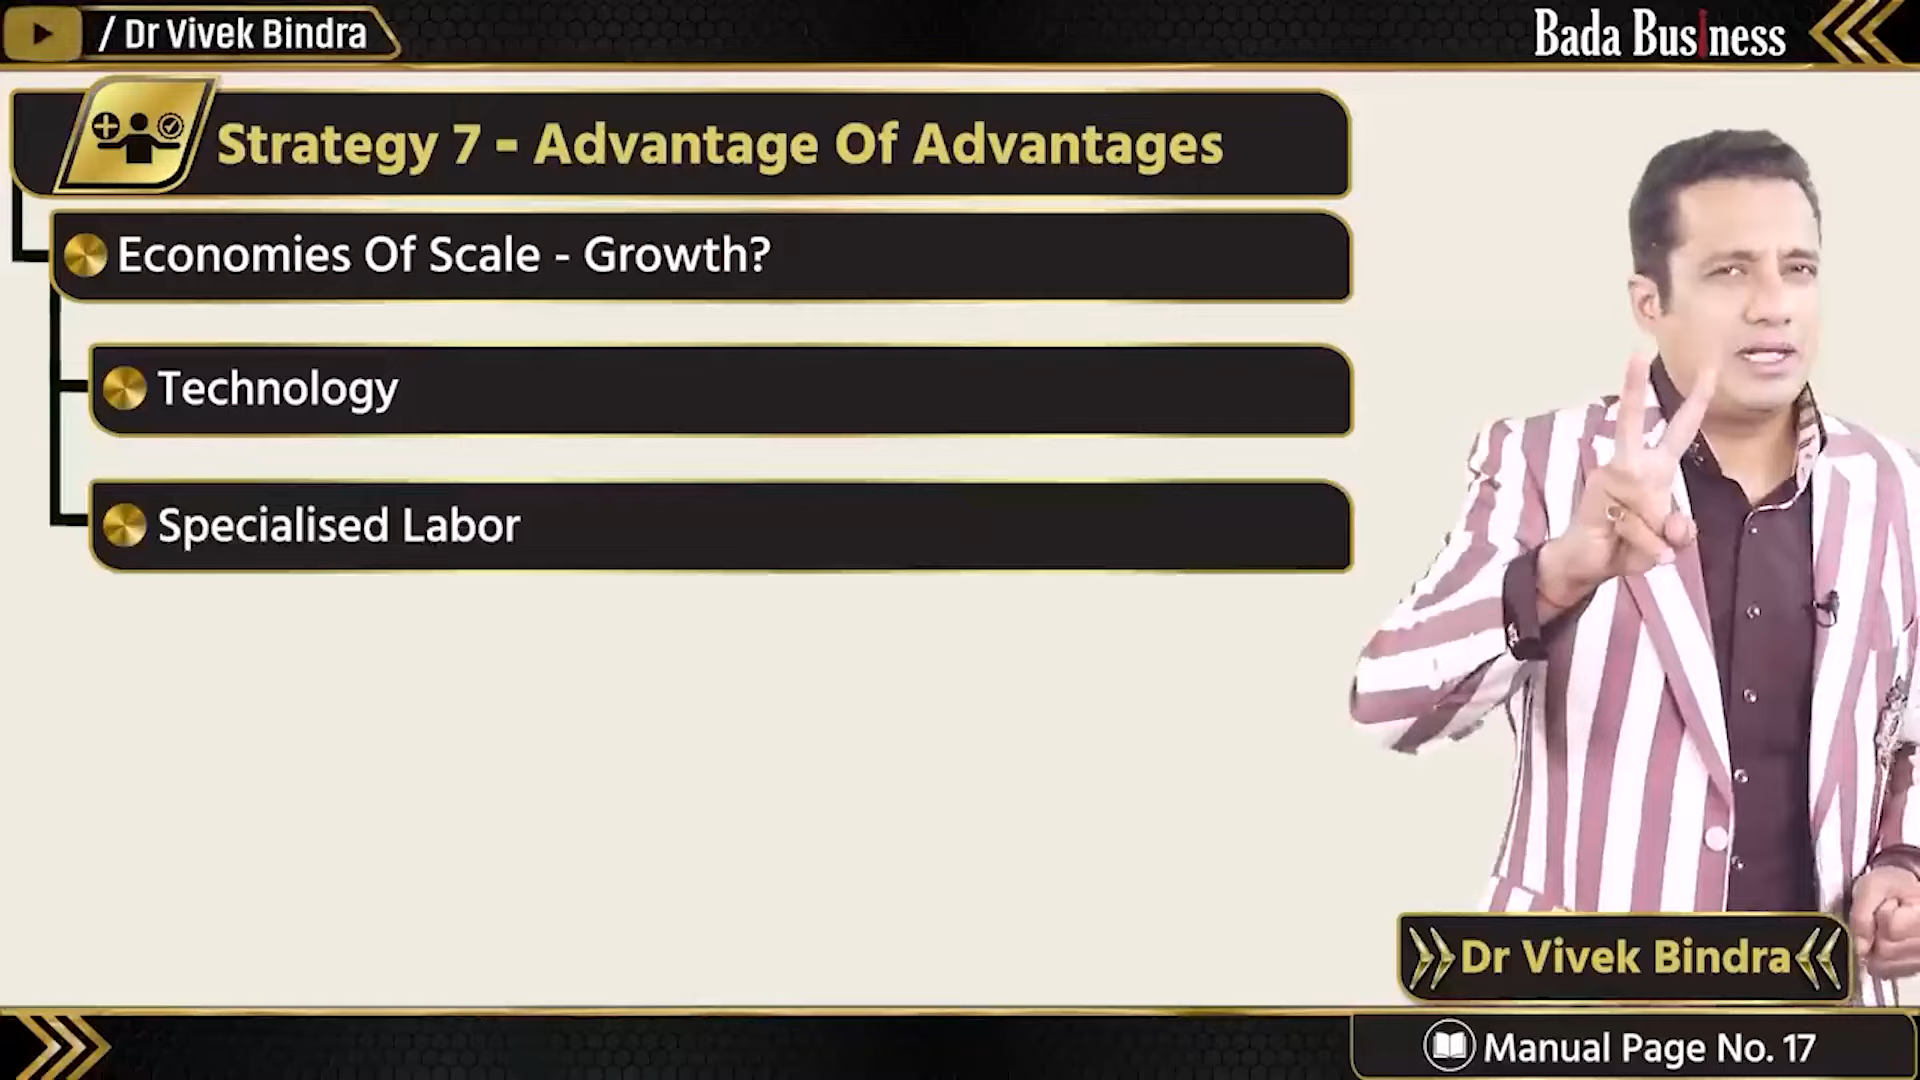 / Dr Vivek Bindra
Bada Business
Strategy 7 - Advantage Of Advantages
Economies Of Scale - Growth?
Technology
Specialised Labor
Dr Vivek Bindra
Manual Page No. 17